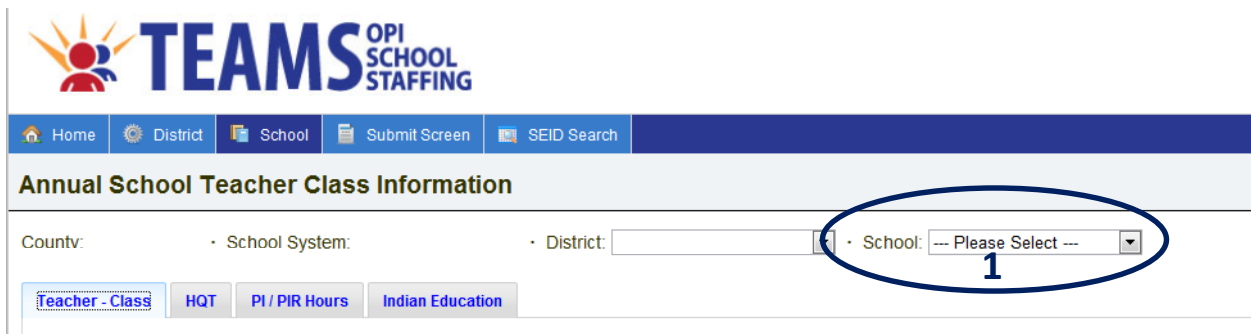 TEAMS OPI SCHOOL STAFFING
Home District School Submit Screen SEID Search
Annual School Teacher Class Information
County: · School System: · District: · School: --- Please Select ---
1
Teacher - Class HQT PI / PIR Hours Indian Education